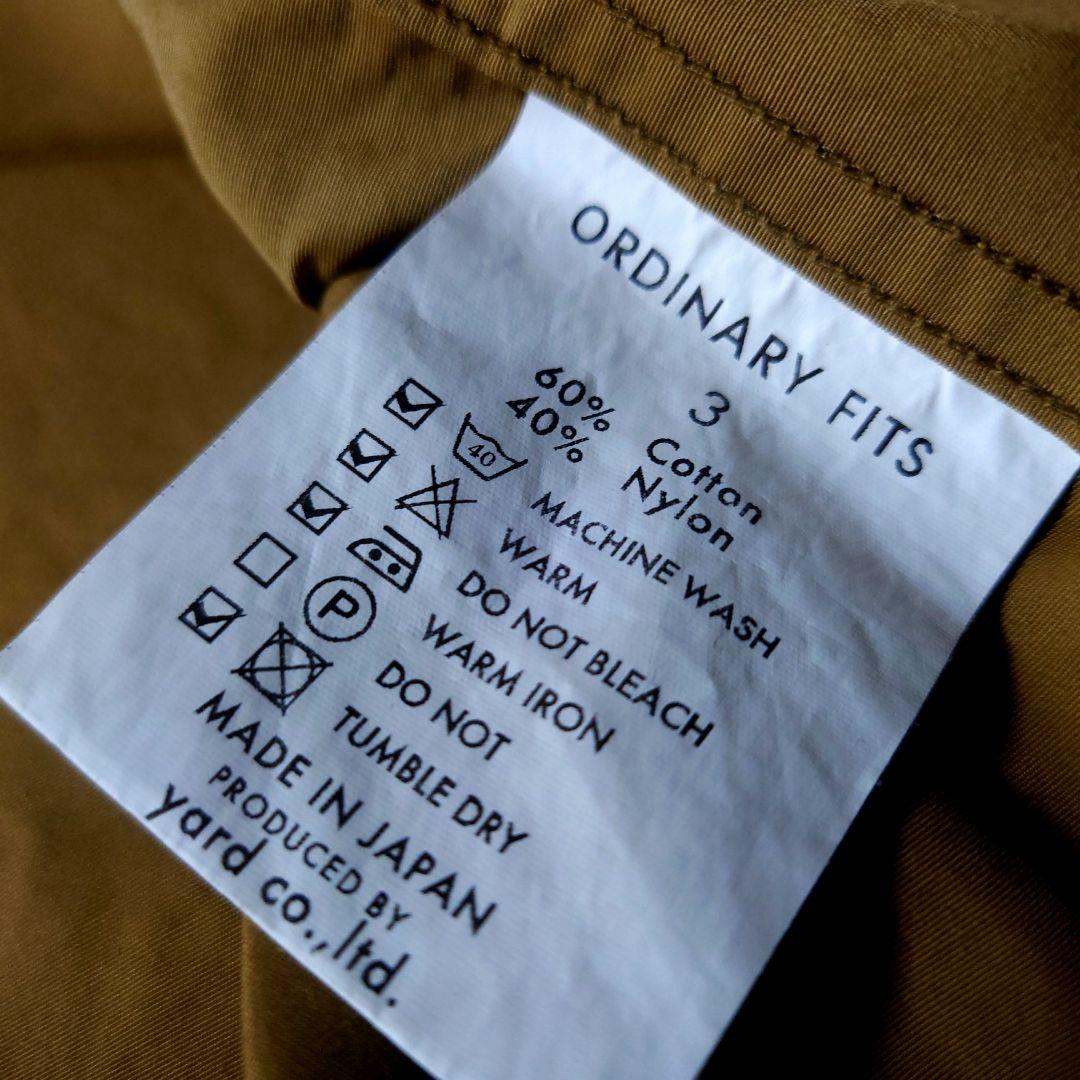 ORDINARY FITS
3
60% Cotton
40% Nylon
40 MACHINE WASH
WARM
DO NOT BLEACH
WARM IRON
P DO NOT
TUMBLE DRY
MADE IN JAPAN
PRODUCED BY
yard co.,ltd.